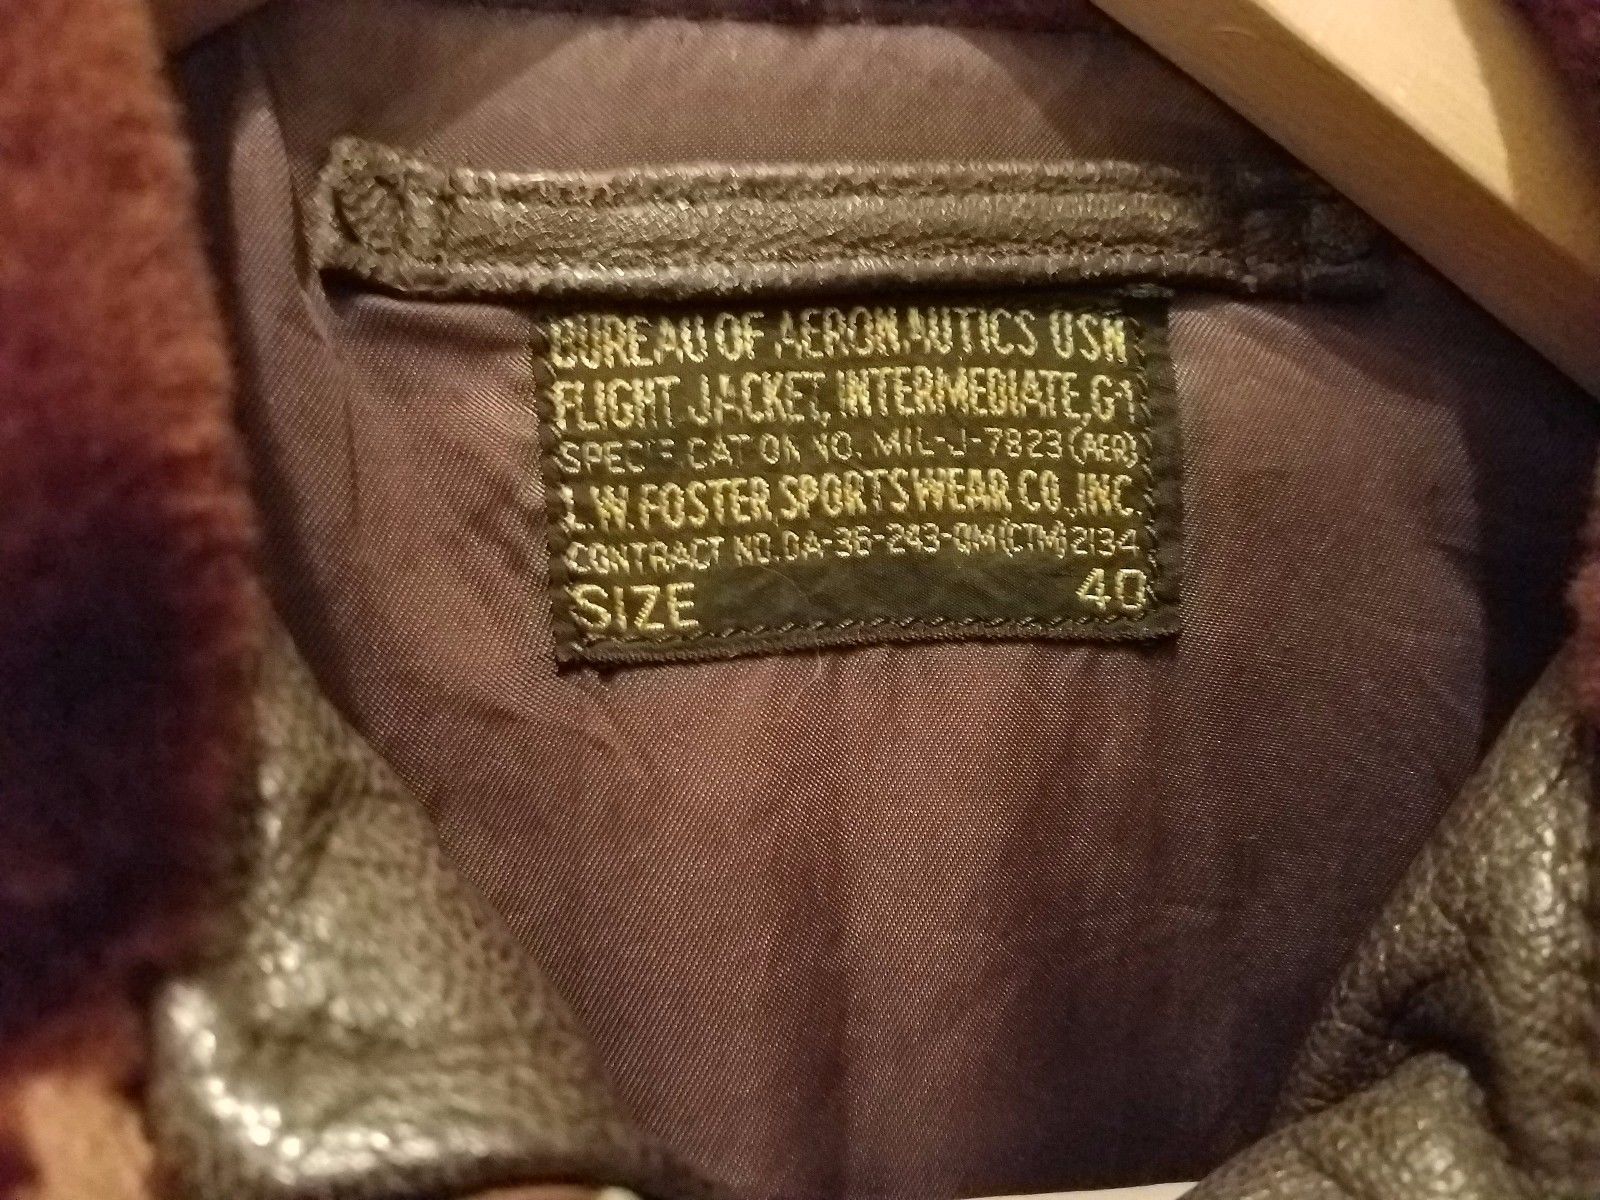 BUREAU OF AERONAUTICS USN
FLIGHT JACKET, INTERMEDIATE, G-1
SPECIFICATION NO. MIL-J-7823 (AER)
L.W. FOSTER SPORTSWEAR CO., INC.
CONTRACT NO. DA-36-243-QM(CTM) 2134
SIZE 40